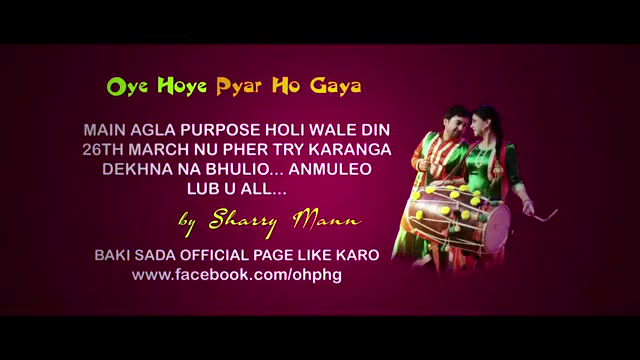 Oye Hoye Pyar Ho Gaya
MAIN AGLA PURPOSE HOLI WALE DIN
26TH MARCH NU PHER TRY KARANGA
DEKHNA NA BHULIO... ANMULEO
LUB U ALL...
by Sharry Mann
BAKI SADA OFFICIAL PAGE LIKE KARO
www.facebook.com/ohphg